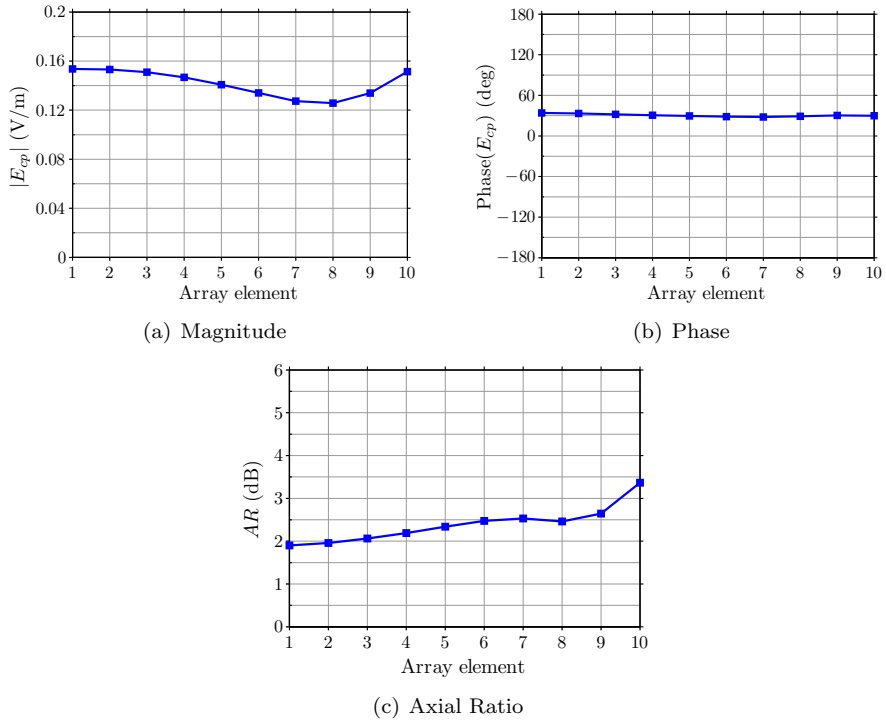 0.2
0.16
0.12
0.08
0.04
0
|E_cp| (V/m)
1 2 3 4 5 6 7 8 9 10
Array element
(a) Magnitude
180
120
60
0
−60
−120
−180
Phase(E_cp) (deg)
1 2 3 4 5 6 7 8 9 10
Array element
(b) Phase
6
5
4
3
2
1
0
AR (dB)
1 2 3 4 5 6 7 8 9 10
Array element
(c) Axial Ratio